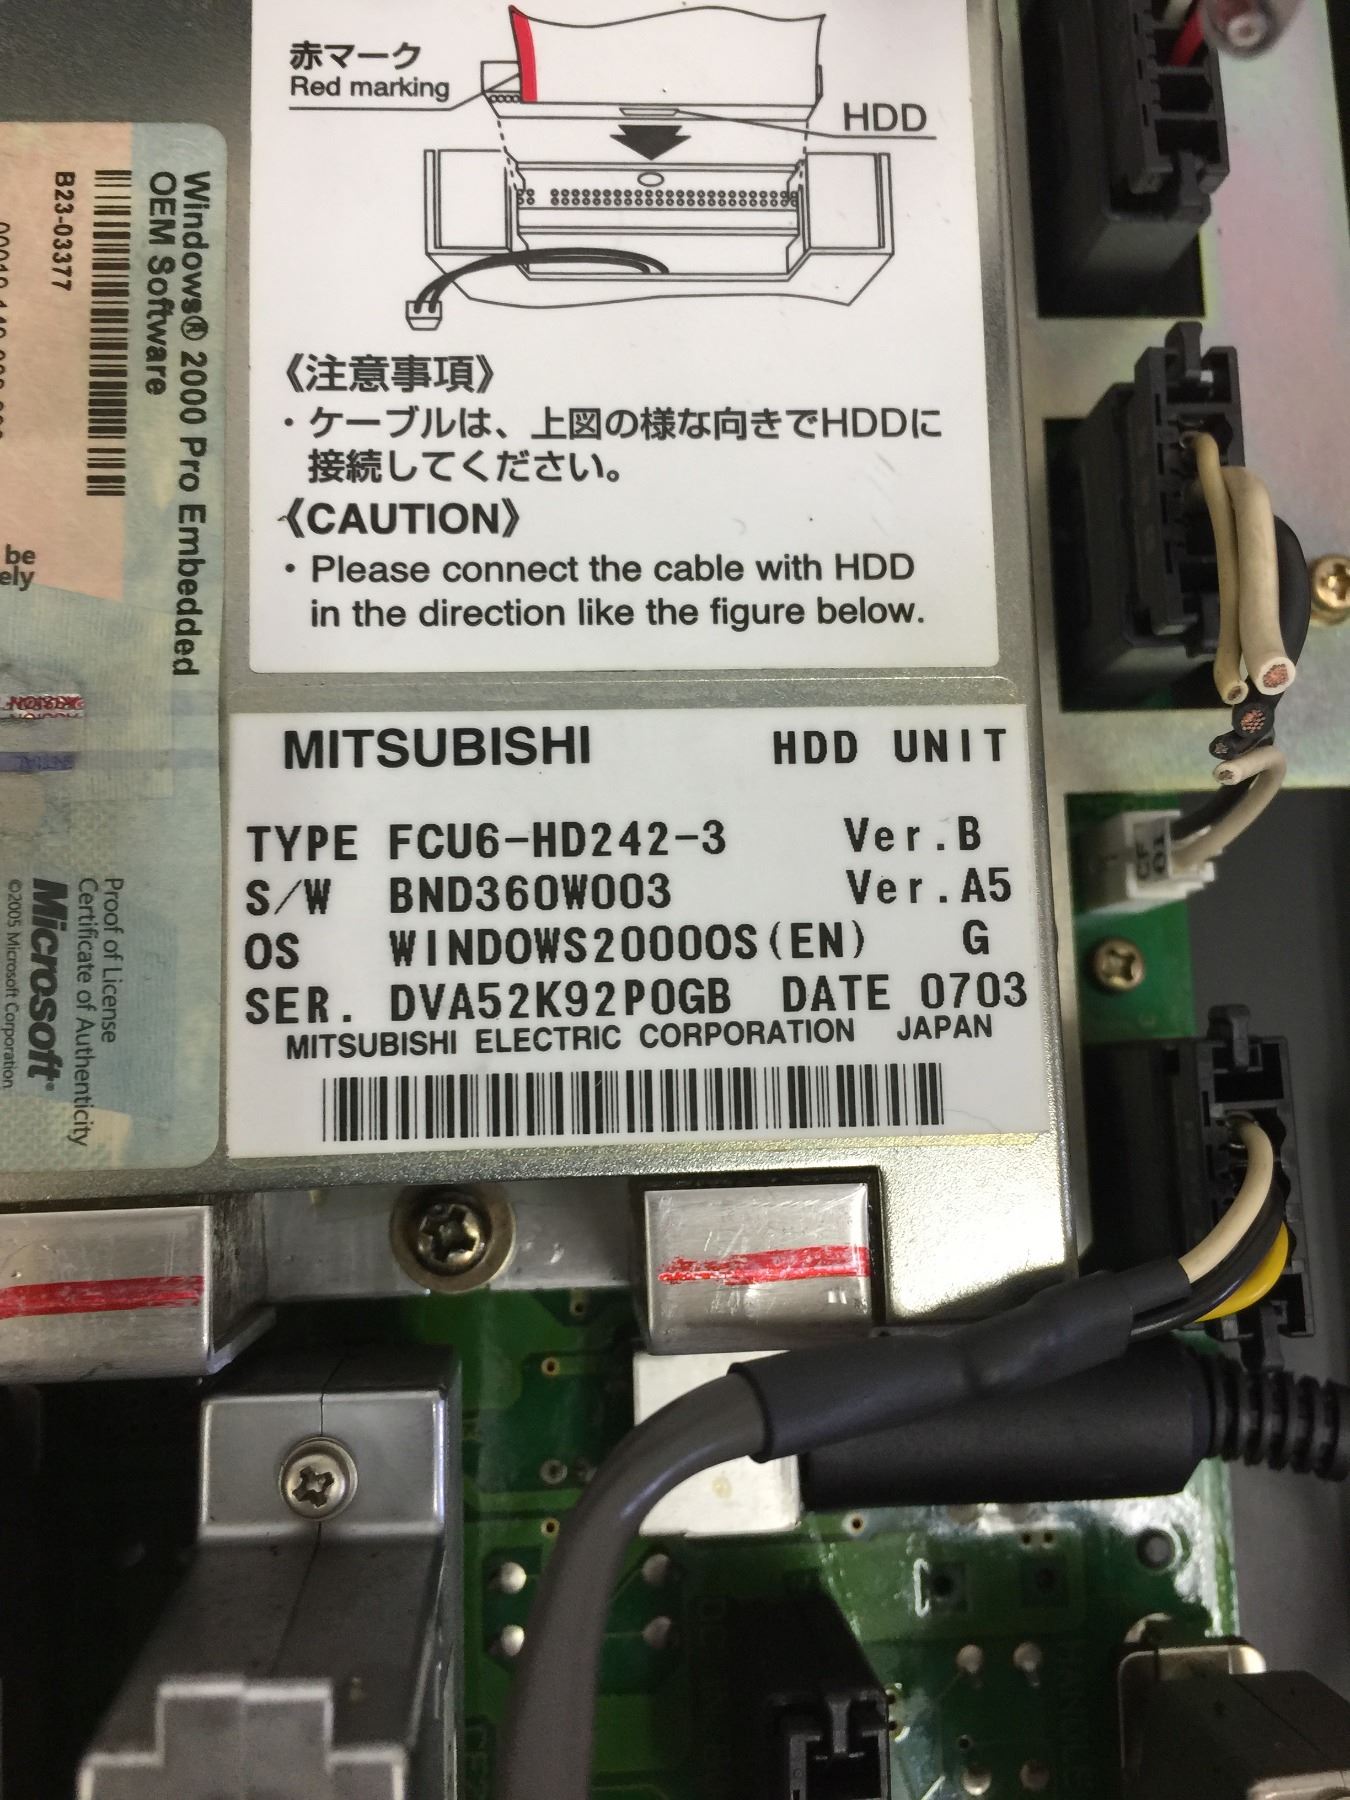 赤マーク
Red marking
HDD
《注意事項》
・ケーブルは、上図の様な向きでHDDに
接続してください。
《CAUTION》
・Please connect the cable with HDD
in the direction like the figure below.
MITSUBISHI HDD UNIT
TYPE FCU6-HD242-3 Ver.B
S/W BND360W003 Ver.A5
OS WINDOWS2000OS(EN) G
SER. DVA52K92P0GB DATE 0703
MITSUBISHI ELECTRIC CORPORATION JAPAN
Windows® 2000 Pro Embedded
OEM Software
B23-03377
be
ely
Proof of License
Certificate of Authenticity
Microsoft®
©2005 Microsoft Corporation
CF
01